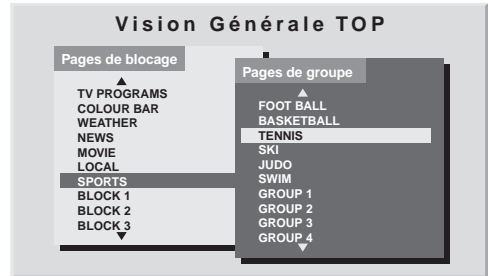 Vision Générale TOP
Pages de blocage
TV PROGRAMS
COLOUR BAR
WEATHER
NEWS
MOVIE
LOCAL
SPORTS
BLOCK 1
BLOCK 2
BLOCK 3
Pages de groupe
FOOT BALL
BASKETBALL
TENNIS
SKI
JUDO
SWIM
GROUP 1
GROUP 2
GROUP 3
GROUP 4